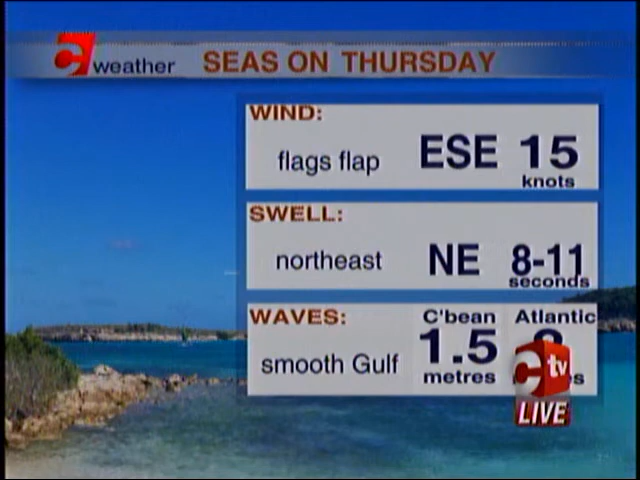 C weather SEAS ON THURSDAY
WIND:
flags flap ESE 15
knots
SWELL:
northeast NE 8-11
seconds
WAVES: C'bean Atlantic
smooth Gulf 1.5
metres
C tv
LIVE